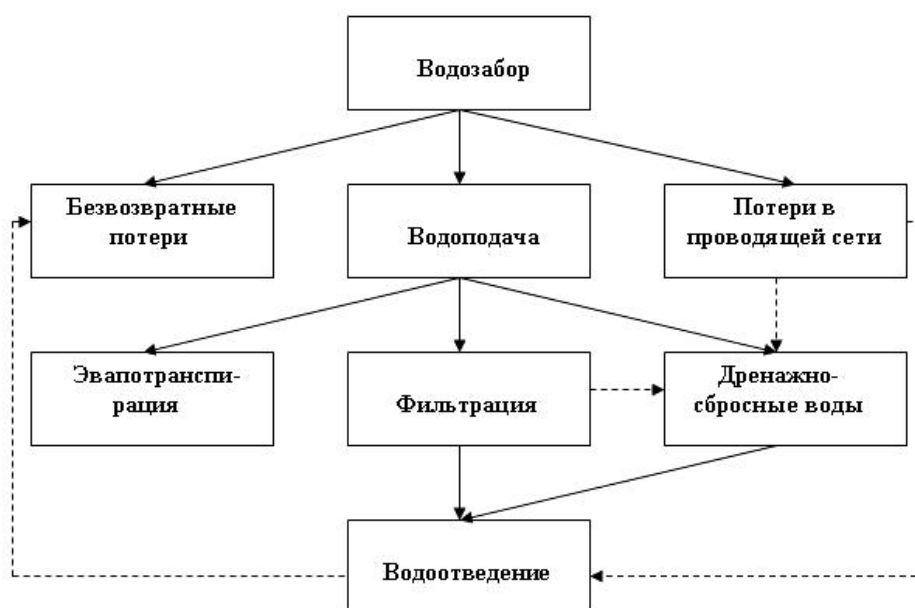 Водозабор
Безвозвратные
потери
Водоподача
Потери в
проводящей сети
Эвапотранспи-
рация
Фильтрация
Дренажно-
сбросные воды
Водоотведение